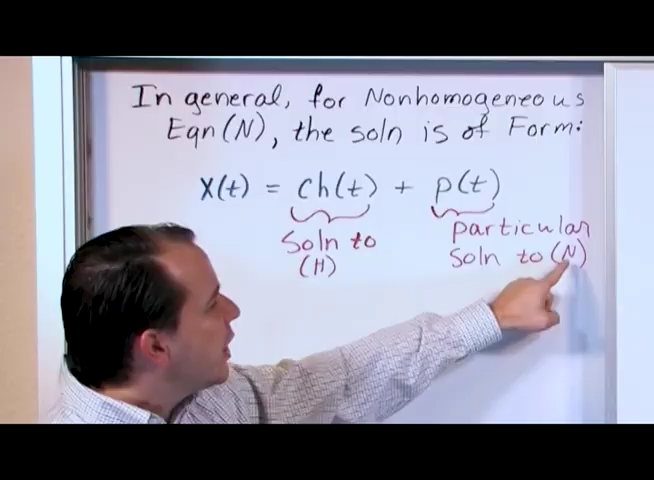 In general, for Nonhomogeneous
Eqn (N), the soln is of Form:
x(t) = ch(t) + p(t)
Soln to
(H)
particular
soln to (N)